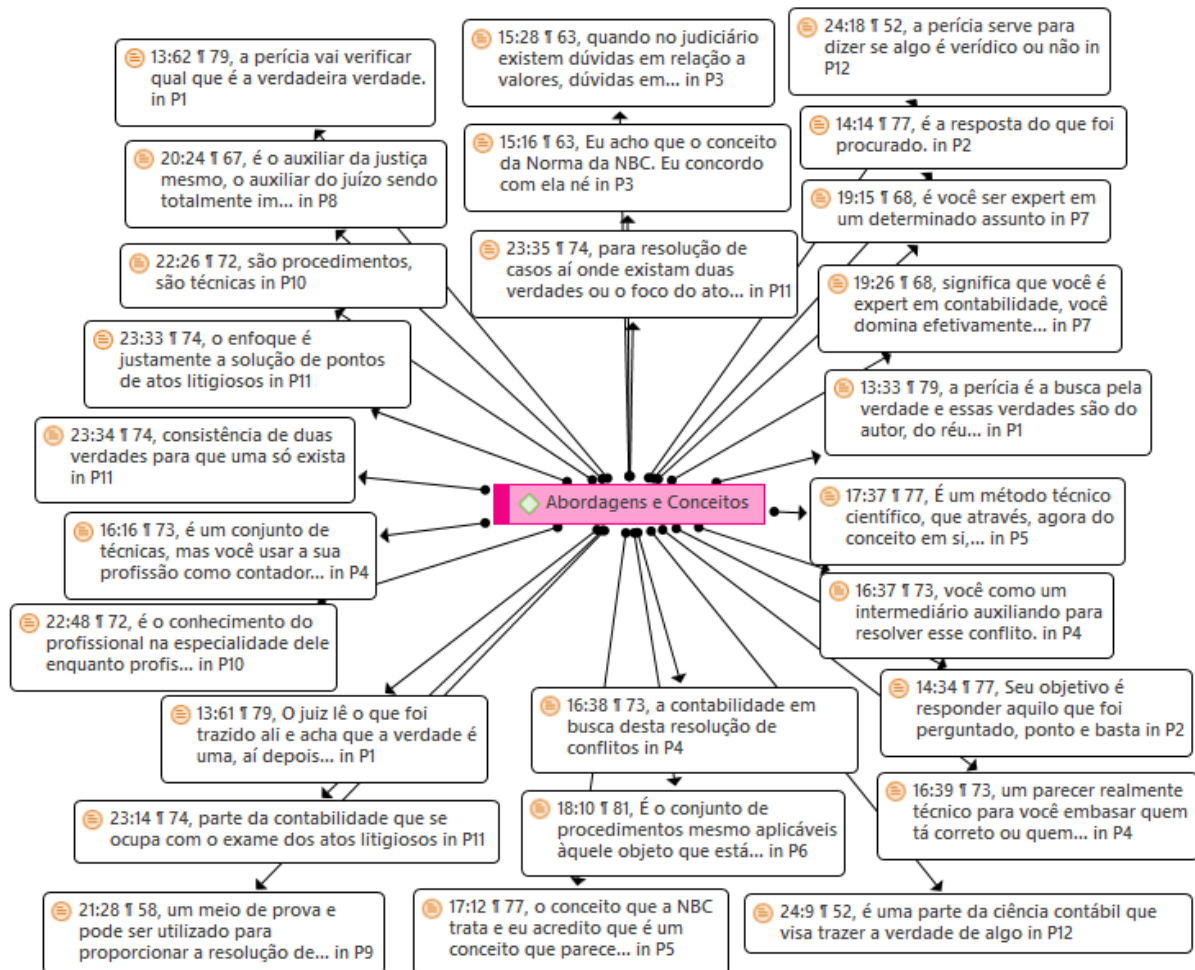 13:62 ¶ 79, a perícia vai verificar
qual que é a verdadeira verdade.
in P1
15:28 ¶ 63, quando no judiciário
existem dúvidas em relação a
valores, dúvidas em... in P3
24:18 ¶ 52, a perícia serve para
dizer se algo é verídico ou não in
P12
20:24 ¶ 67, é o auxiliar da justiça
mesmo, o auxiliar do juízo sendo
totalmente im... in P8
15:16 ¶ 63, Eu acho que o conceito
da Norma da NBC. Eu concordo
com ela né in P3
14:14 ¶ 77, é a resposta do que foi
procurado. in P2
19:15 ¶ 68, é você ser expert em
um determinado assunto in P7
22:26 ¶ 72, são procedimentos,
são técnicas in P10
23:35 ¶ 74, para resolução de
casos aí onde existam duas
verdades ou o foco do ato... in P11
19:26 ¶ 68, significa que você é
expert em contabilidade, você
domina efetivamente... in P7
23:33 ¶ 74, o enfoque é
justamente a solução de pontos
de atos litigiosos in P11
13:33 ¶ 79, a perícia é a busca pela
verdade e essas verdades são do
autor, do réu... in P1
23:34 ¶ 74, consistência de duas
verdades para que uma só exista
in P11
Abordagens e Conceitos
17:37 ¶ 77, É um método técnico
científico, que através, agora do
conceito em si,... in P5
16:16 ¶ 73, é um conjunto de
técnicas, mas você usar a sua
profissão como contador... in P4
16:37 ¶ 73, você como um
intermediário auxiliando para
resolver esse conflito. in P4
22:48 ¶ 72, é o conhecimento do
profissional na especialidade dele
enquanto profis... in P10
14:34 ¶ 77, Seu objetivo é
responder aquilo que foi
perguntado, ponto e basta in P2
13:61 ¶ 79, O juiz lê o que foi
trazido ali e acha que a verdade é
uma, aí depois... in P1
16:38 ¶ 73, a contabilidade em
busca desta resolução de
conflitos in P4
16:39 ¶ 73, um parecer realmente
técnico para você embasar quem
tá correto ou quem... in P4
23:14 ¶ 74, parte da contabilidade que se
ocupa com o exame dos atos litigiosos in P11
18:10 ¶ 81, É o conjunto de
procedimentos mesmo aplicáveis
àquele objeto que está... in P6
21:28 ¶ 58, um meio de prova e
pode ser utilizado para
proporcionar a resolução de... in P9
17:12 ¶ 77, o conceito que a NBC
trata e eu acredito que é um
conceito que parece... in P5
24:9 ¶ 52, é uma parte da ciência contábil que
visa trazer a verdade de algo in P12